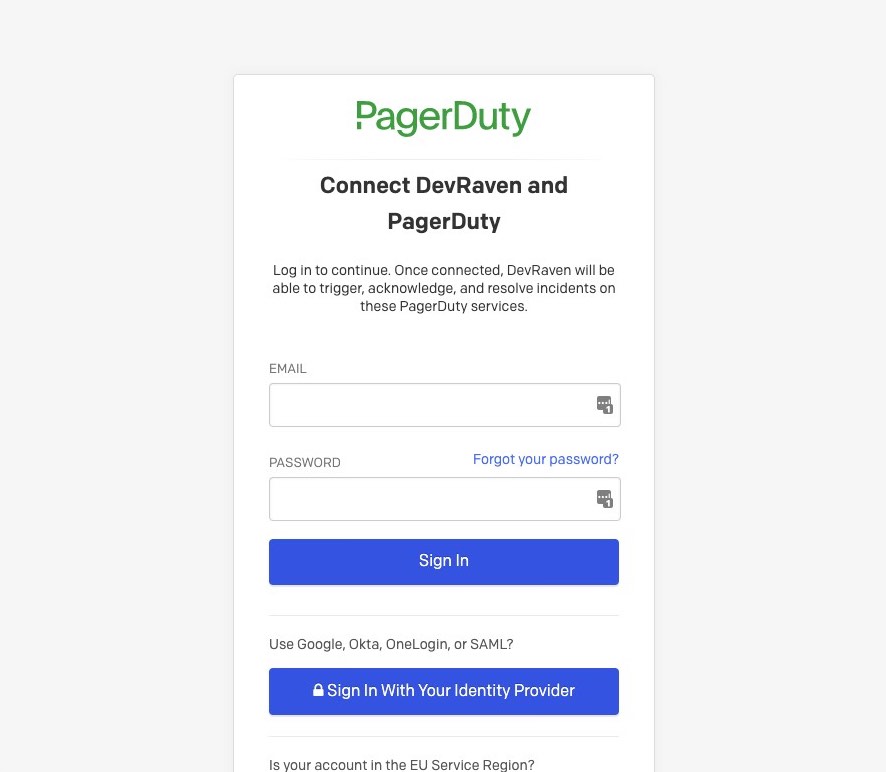 PagerDuty
Connect DevRaven and
PagerDuty
Log in to continue. Once connected, DevRaven will be
able to trigger, acknowledge, and resolve incidents on
these PagerDuty services.
EMAIL
1
PASSWORD
Forgot your password?
1
Sign In
Use Google, Okta, OneLogin, or SAML?
Sign In With Your Identity Provider
Is your account in the EU Service Region?